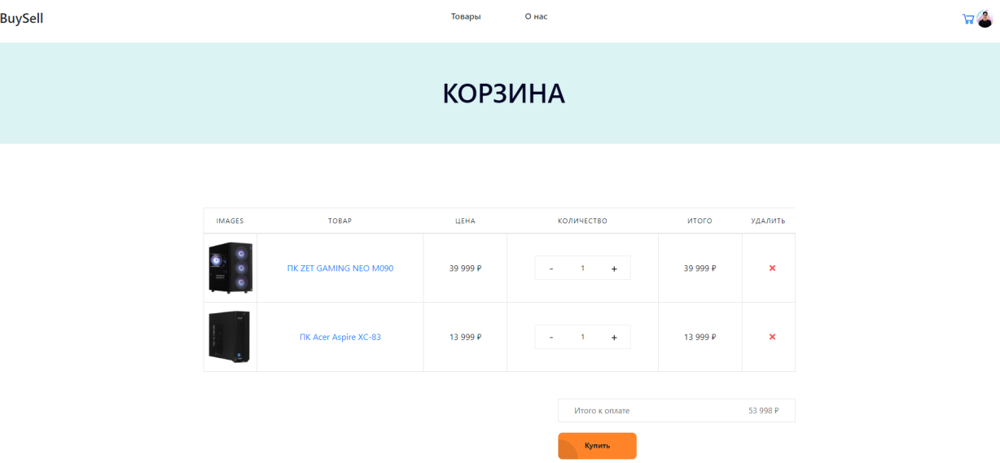 BuySell Товары О нас
КОРЗИНА
IMAGES ТОВАР ЦЕНА КОЛИЧЕСТВО ИТОГО УДАЛИТЬ
ПК ZET GAMING NEO M090 39 999 ₽ - 1 + 39 999 ₽
ПК Acer Aspire XC-83 13 999 ₽ - 1 + 13 999 ₽
Итого к оплате 53 998 ₽
Купить